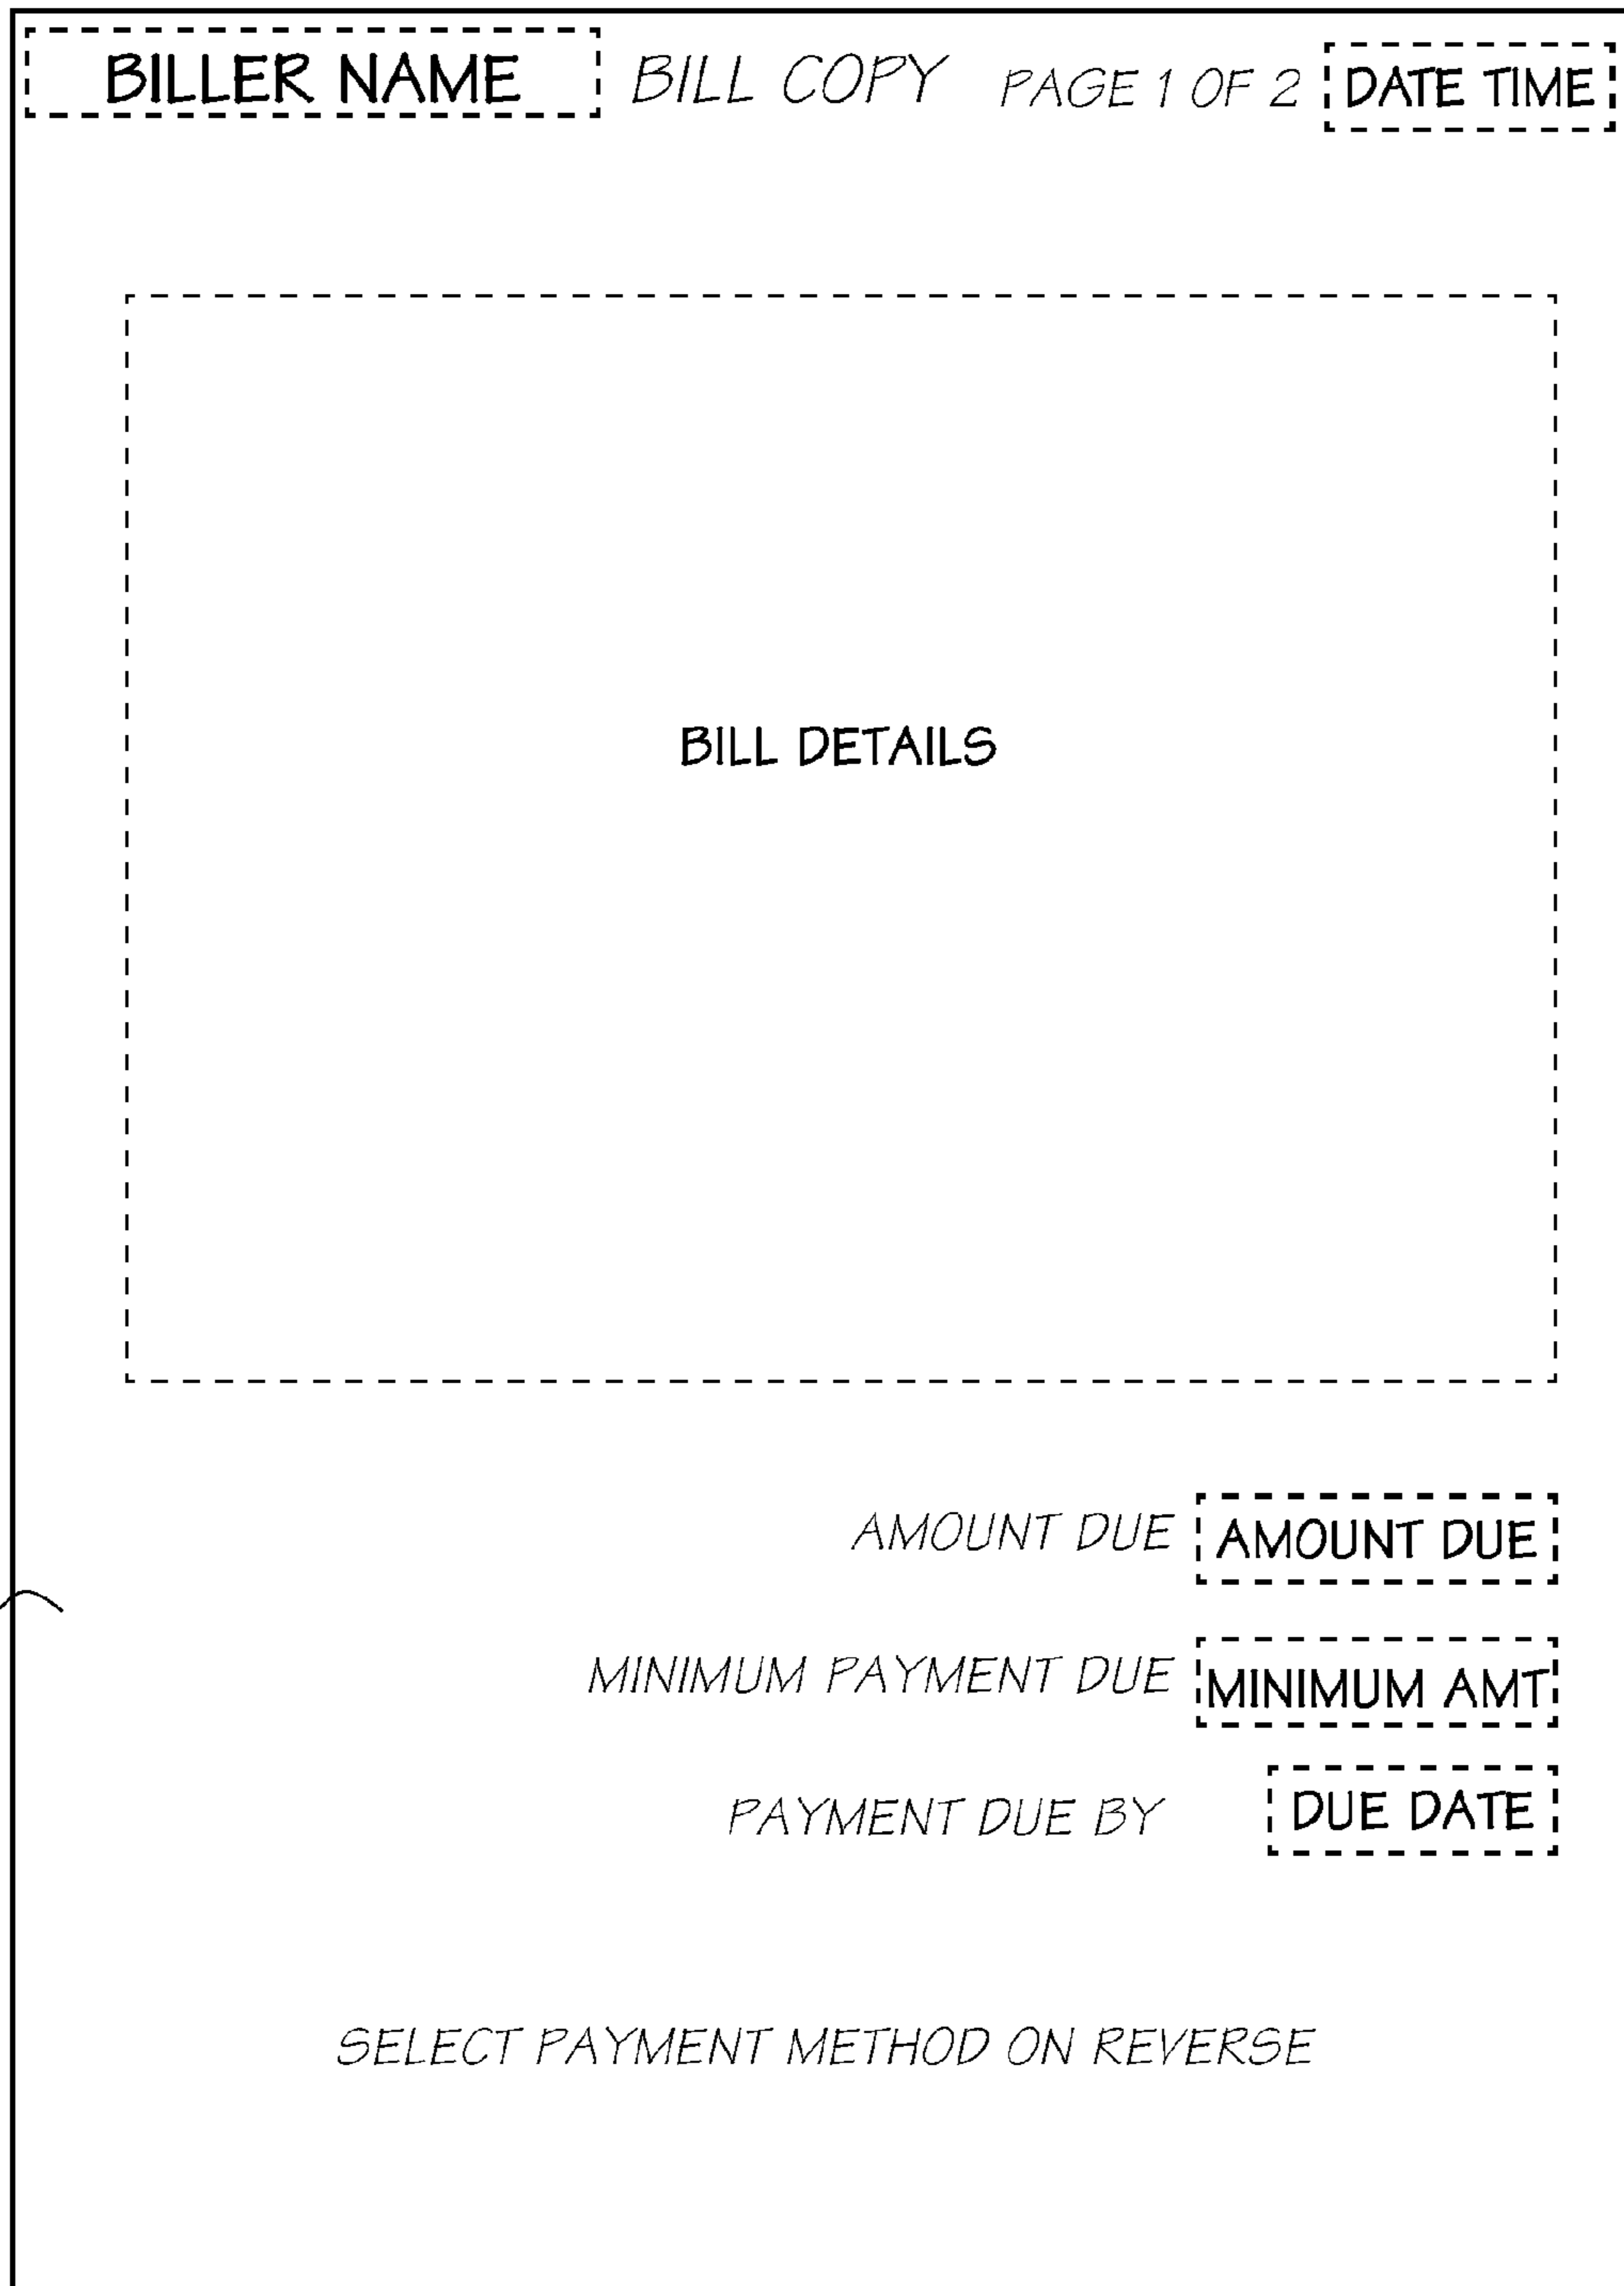 BILLER NAME BILL COPY PAGE 1 OF 2 DATE TIME
BILL DETAILS
AMOUNT DUE AMOUNT DUE
MINIMUM PAYMENT DUE MINIMUM AMT
PAYMENT DUE BY DUE DATE
SELECT PAYMENT METHOD ON REVERSE